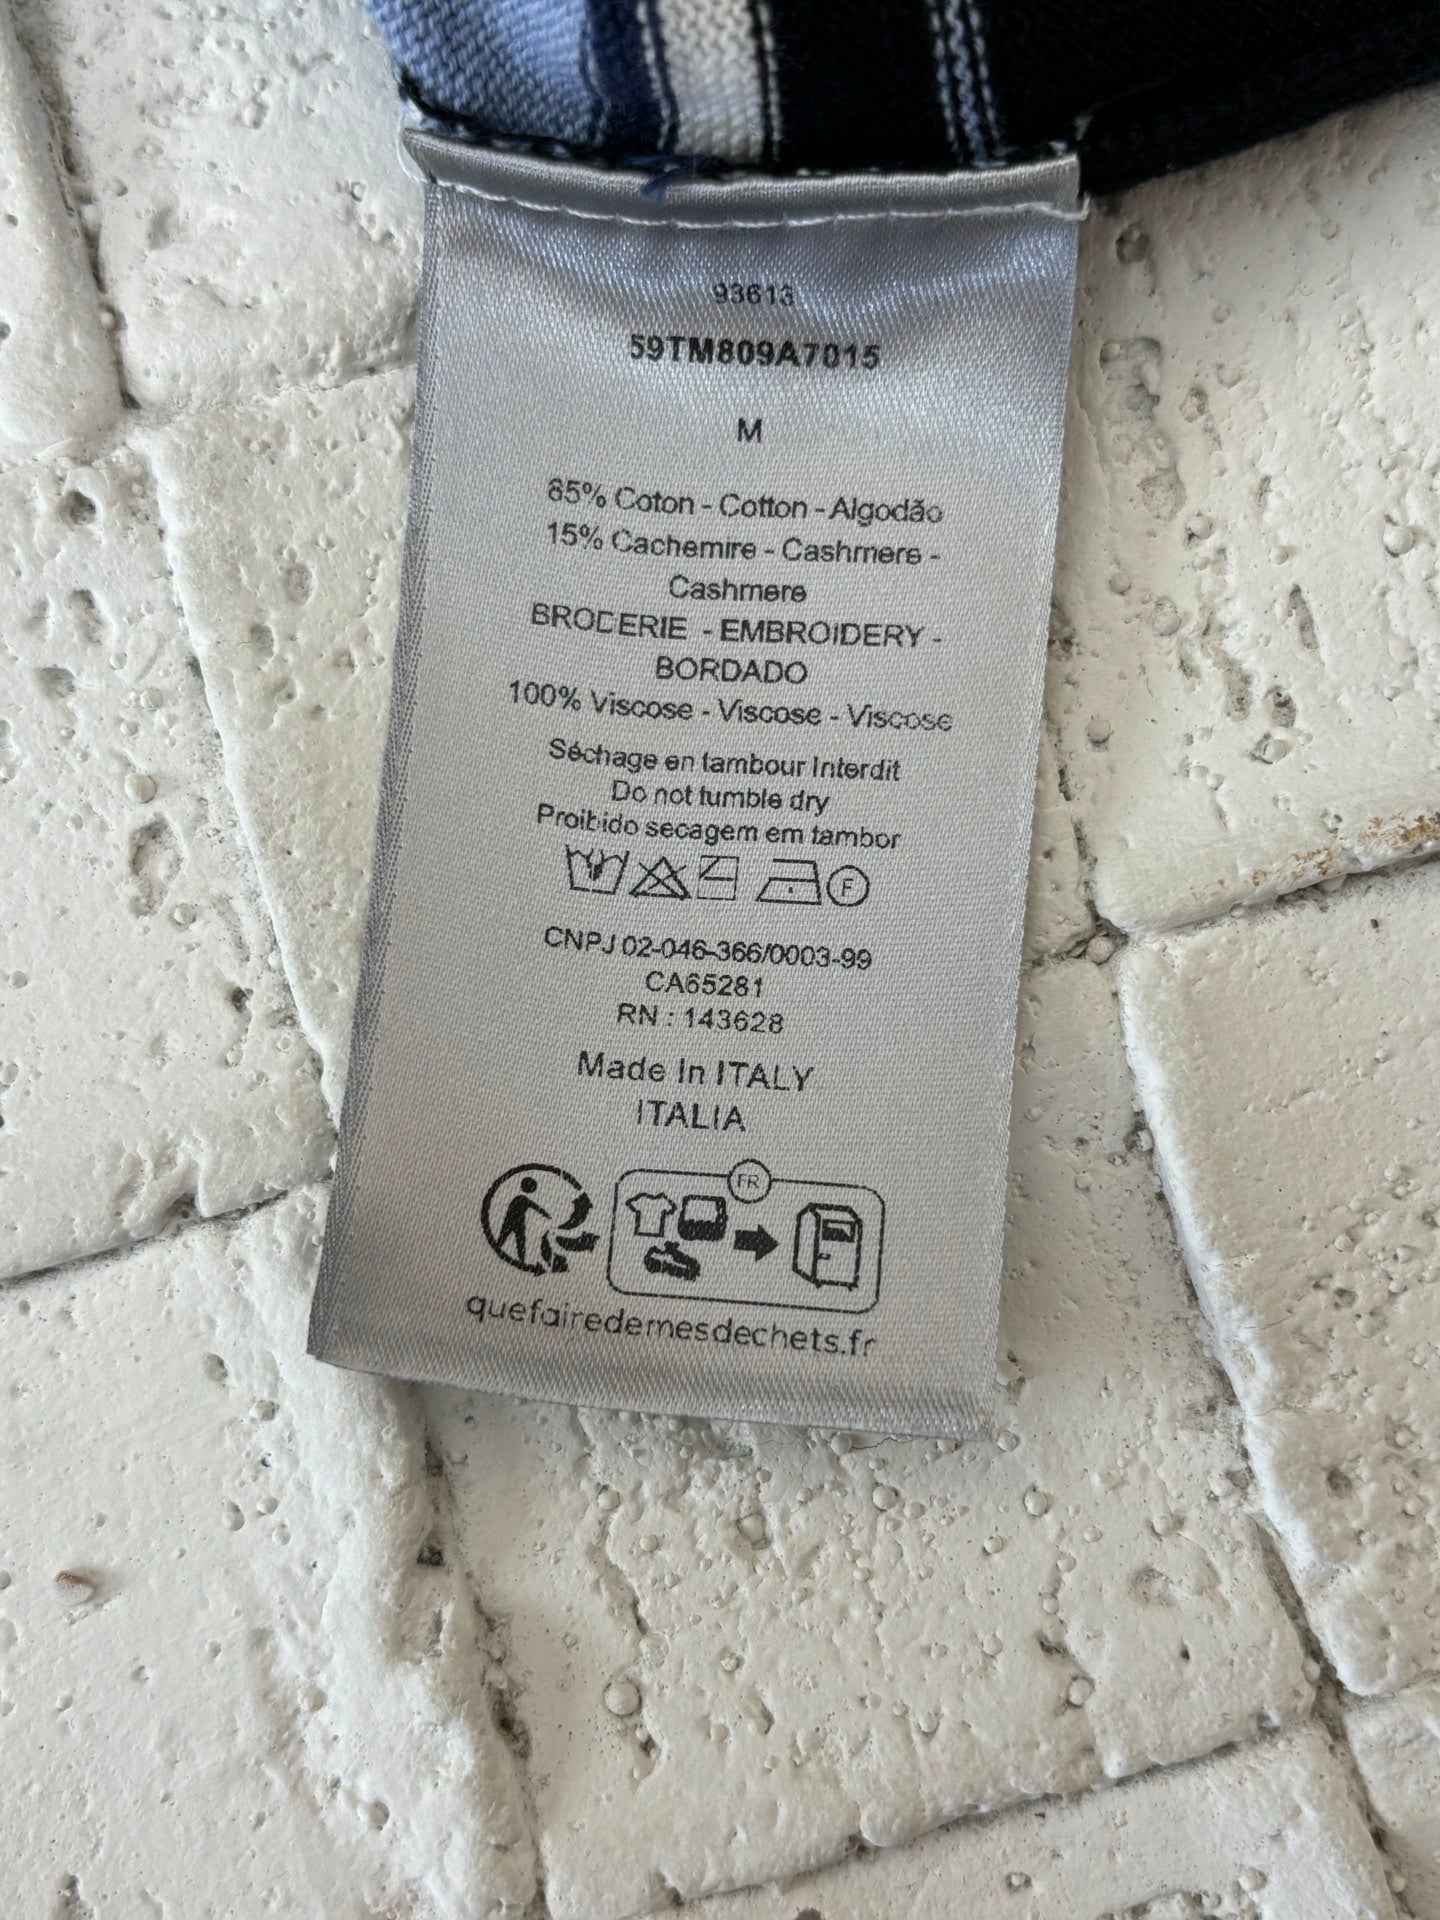 93613
59TM809A7015
M
85% Coton - Cotton - Algodão
15% Cachemire - Cashmere -
Cashmere
BRODERIE - EMBROIDERY -
BORDADO
100% Viscose - Viscose - Viscose
Séchage en tambour Interdit
Do not tumble dry
Proibido secagem em tambor
F
CNPJ 02-046-366/0003-99
CA65281
RN : 143628
Made In ITALY
ITALIA
FR
quefairedemesdechets.fr